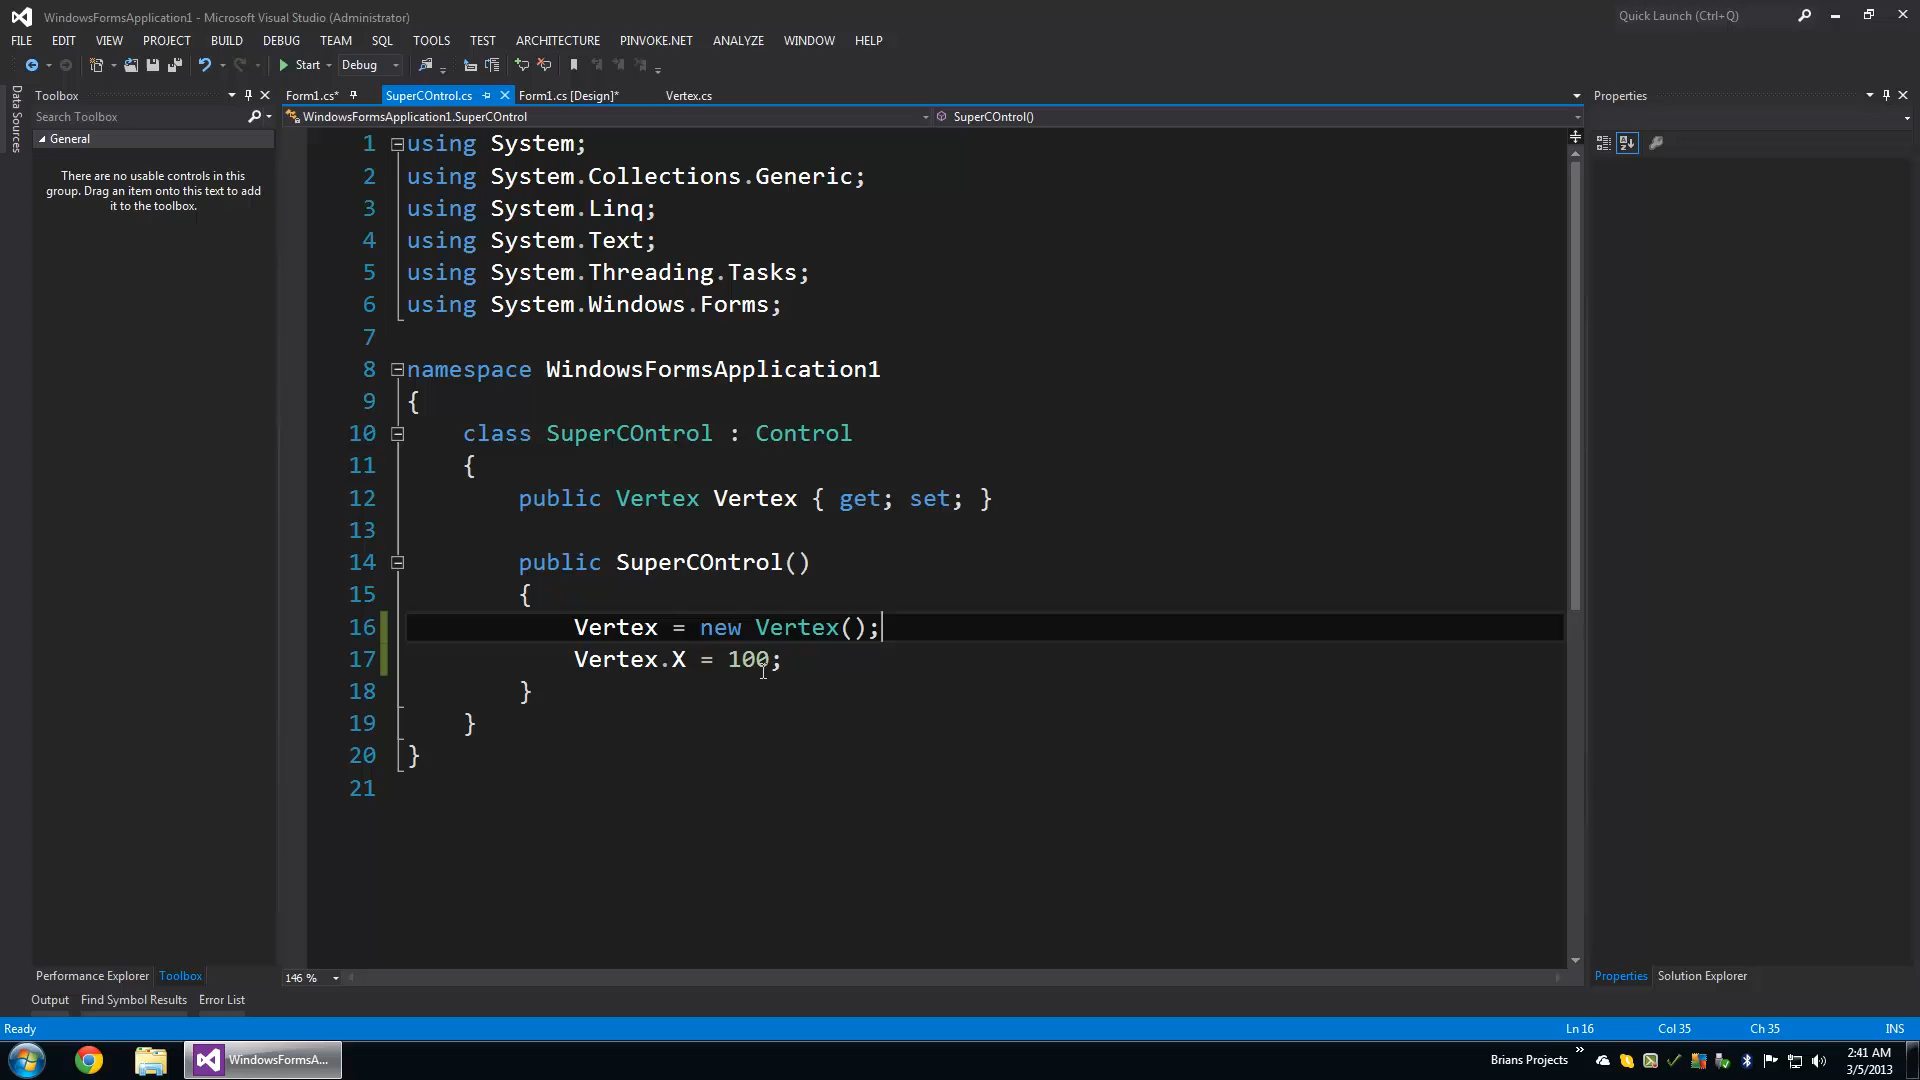 WindowsFormsApplication1 - Microsoft Visual Studio (Administrator)
Quick Launch (Ctrl+Q)
FILE EDIT VIEW PROJECT BUILD DEBUG TEAM SQL TOOLS TEST ARCHITECTURE PINVOKE.NET ANALYZE WINDOW HELP
Start Debug
Data Sources
Toolbox
Form1.cs* SuperCOntrol.cs Form1.cs [Design]* Vertex.cs
Properties
Search Toolbox
WindowsFormsApplication1.SuperCOntrol SuperCOntrol()
General
There are no usable controls in this
group. Drag an item onto this text to add
it to the toolbox.
1 using System;
2 using System.Collections.Generic;
3 using System.Linq;
4 using System.Text;
5 using System.Threading.Tasks;
6 using System.Windows.Forms;
7
8 namespace WindowsFormsApplication1
9 {
10 class SuperCOntrol : Control
11 {
12 public Vertex Vertex { get; set; }
13
14 public SuperCOntrol()
15 {
16 Vertex = new Vertex();
17 Vertex.X = 100;
18 }
19 }
20 }
21
146 %
Performance Explorer Toolbox
Properties Solution Explorer
Output Find Symbol Results Error List
Ready Ln 16 Col 35 Ch 35 INS
WindowsFormsA...
Brians Projects
2:41 AM
3/5/2013